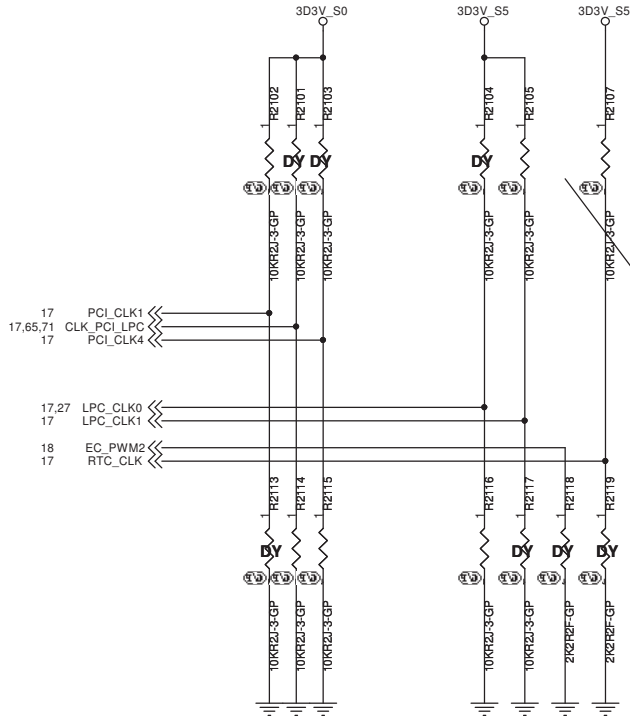 3D3V_S0
3D3V_S5
3D3V_S5
1 R2102
1 R2101
1 R2103
1 R2104
1 R2105
1 R2107
DY
DY
DY
10KR2J-3-GP
10KR2J-3-GP
10KR2J-3-GP
10KR2J-3-GP
10KR2J-3-GP
17 PCI_CLK1
17,65,71 CLK_PCI_LPC
17 PCI_CLK4
17,27 LPC_CLK0
17 LPC_CLK1
18 EC_PWM2
17 RTC_CLK
1 R2113
1 R2114
1 R2115
1 R2116
1 R2117
1 R2118
1 R2119
DY
DY
DY
DY
10KR2J-3-GP
10KR2J-3-GP
10KR2J-3-GP
10KR2J-3-GP
10KR2J-3-GP
2K2R2F-GP
2K2R2F-GP